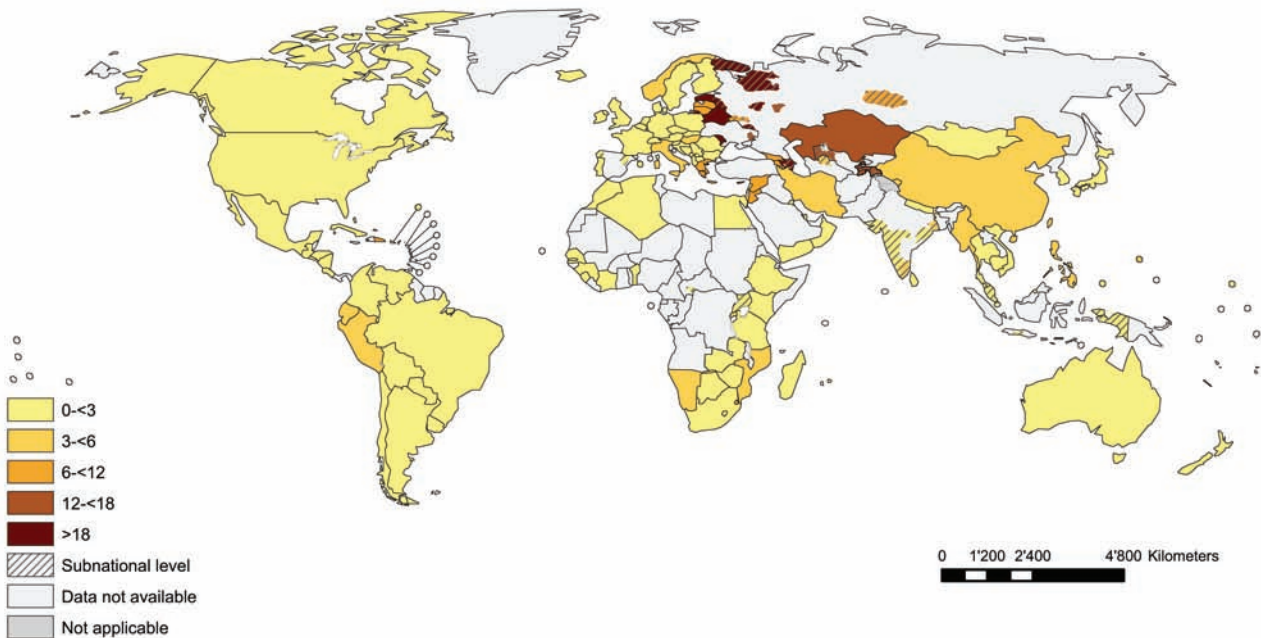 0-<3
3-<6
6-<12
12-<18
>18
Subnational level
Data not available
Not applicable
0 1'200 2'400 4'800 Kilometers